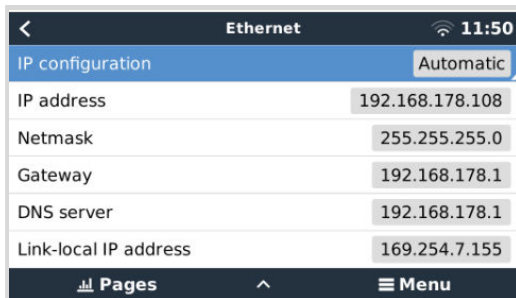 Ethernet 11:50
IP configuration Automatic
IP address 192.168.178.108
Netmask 255.255.255.0
Gateway 192.168.178.1
DNS server 192.168.178.1
Link-local IP address 169.254.7.155
Pages Menu